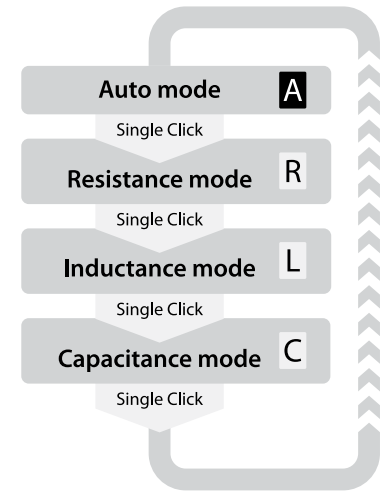 Auto mode A
Single Click
Resistance mode R
Single Click
Inductance mode L
Single Click
Capacitance mode C
Single Click